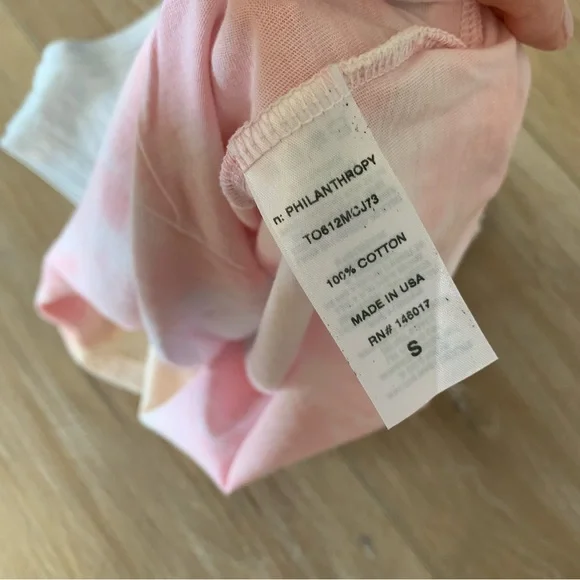 n: PHILANTHROPY
TO612MCJ73
100% COTTON
MADE IN USA
RN# 146017
S